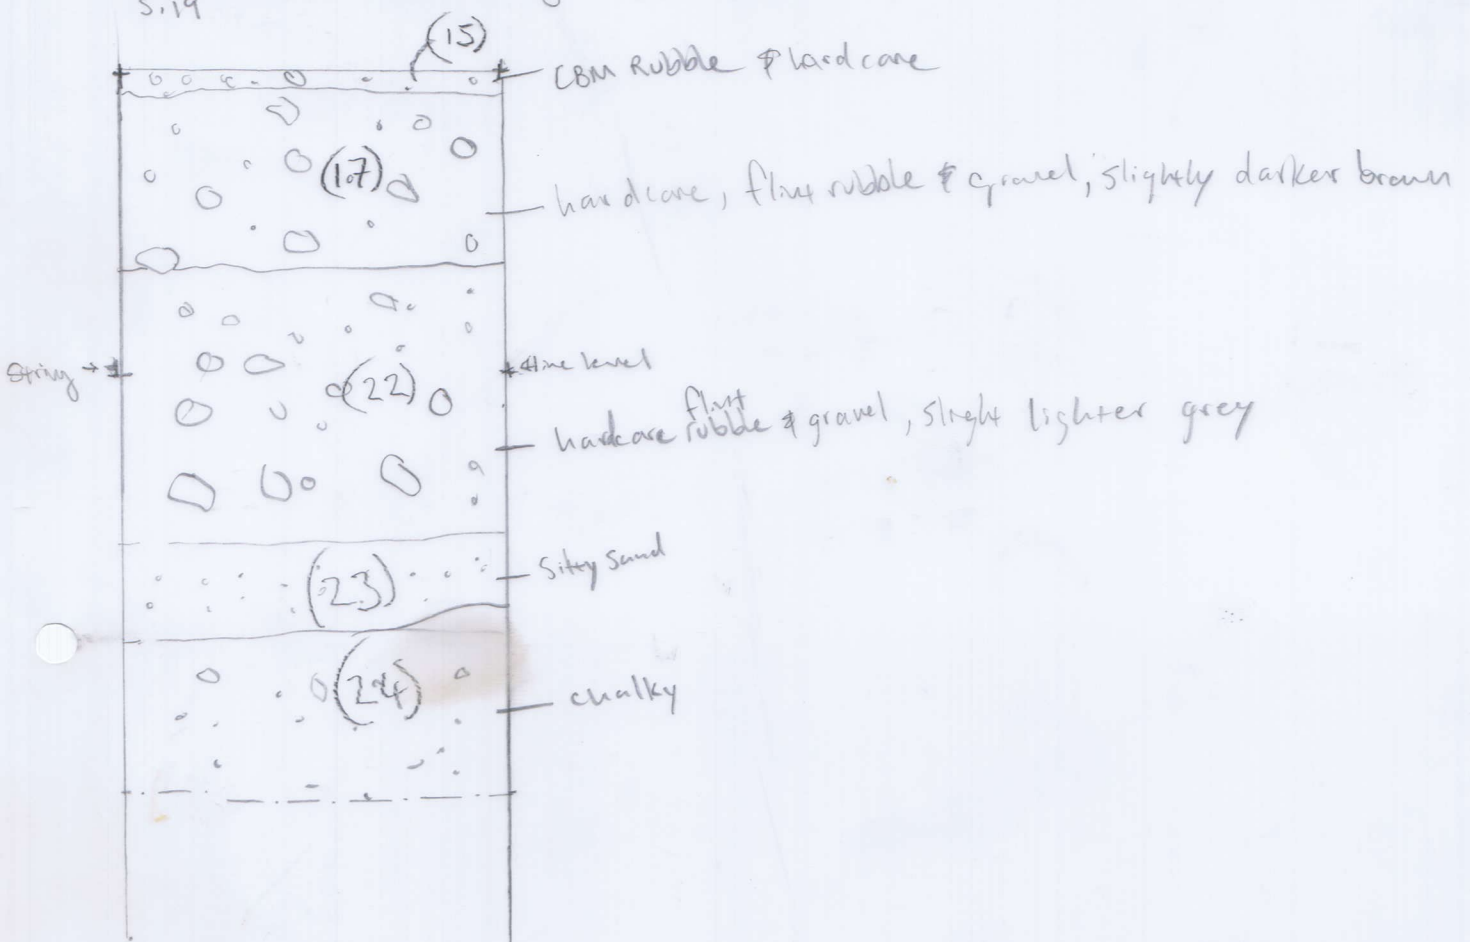 S.19
(15)
CBM Rubble & hardcore
(17)
hardcore, flint rubble & gravel, slightly darker brown
String → line level
(22)
flint
hardcore rubble & gravel, slight lighter grey
(23)
Silty sand
(24)
chalky